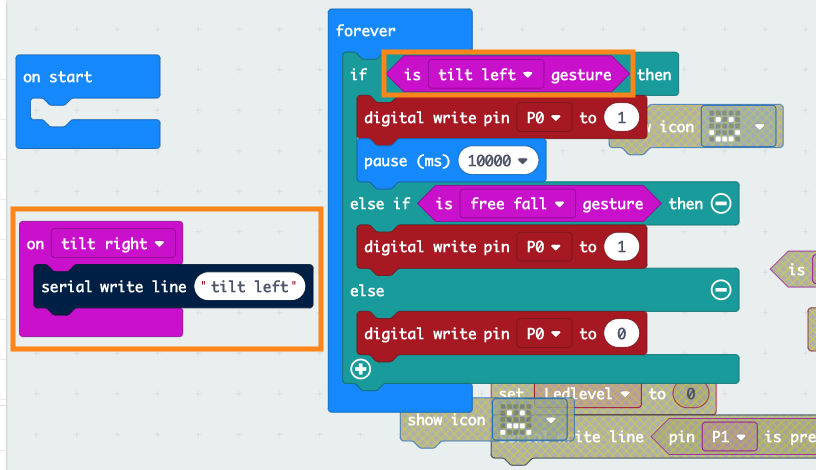 forever
on start
if is tilt left gesture then
digital write pin P0 to 1
icon
pause (ms) 10000
else if is free fall gesture then
on tilt right
digital write pin P0 to 1
is
serial write line "tilt left"
else
digital write pin P0 to 0
set Ledlevel to 0
show icon
write line pin P1 is pre